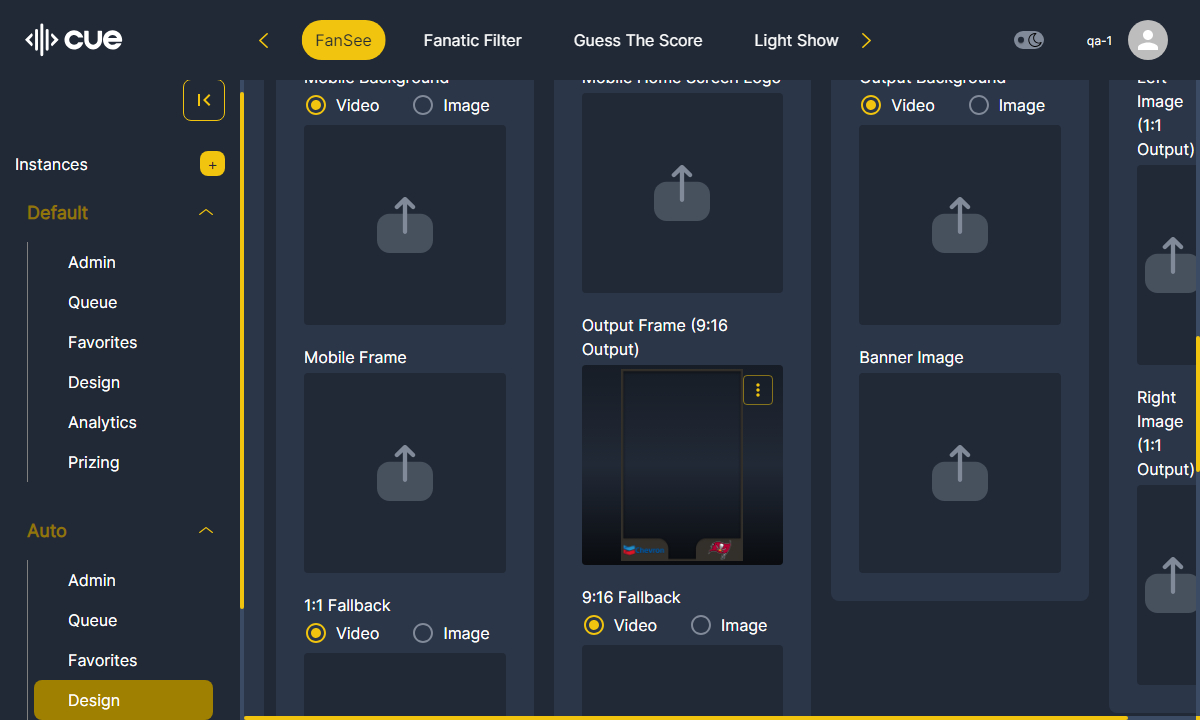 cue
FanSee
Fanatic Filter
Guess The Score
Light Show
qa-1
Instances
+
Default
Admin
Queue
Favorites
Design
Analytics
Prizing
Auto
Admin
Queue
Favorites
Design
Mobile Background
Video
Image
Mobile Frame
1:1 Fallback
Video
Image
Mobile Home Screen Logo
Output Frame (9:16
Output)
9:16 Fallback
Video
Image
Output Background
Video
Image
Banner Image
Left
Image
(1:1
Output)
Right
Image
(1:1
Output)